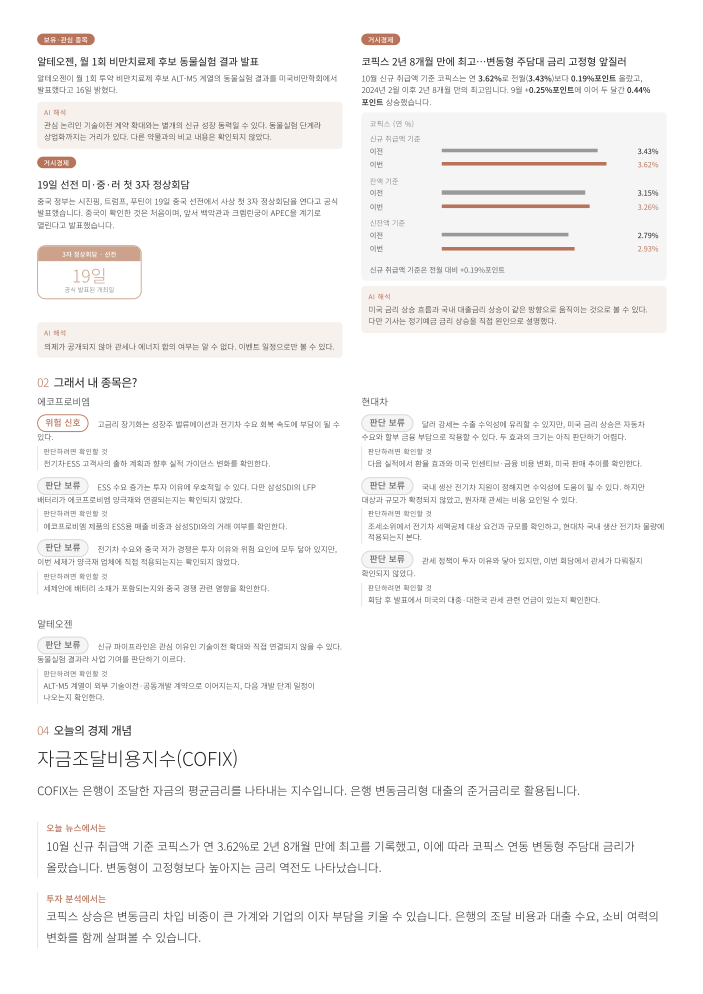 보유·관심 종목
알테오젠, 월 1회 비만치료제 후보 동물실험 결과 발표
알테오젠이 월 1회 투약 비만치료제 후보 ALT-M5 계열의 동물실험 결과를 미국비만학회에서
발표했다고 16일 밝혔다.
AI 해석
관심 논리인 기술이전 계약 확대와는 별개의 신규 성장 동력일 수 있다. 동물실험 단계라
상업화까지는 거리가 있다. 다른 약물과의 비교 내용은 확인되지 않았다.
거시경제
19일 선전 미·중·러 첫 3자 정상회담
중국 정부는 시진핑, 트럼프, 푸틴이 19일 중국 선전에서 사상 첫 3자 정상회담을 연다고 공식
발표했습니다. 중국이 확인한 것은 처음이며, 앞서 백악관과 크렘린궁이 APEC을 계기로
열린다고 발표했습니다.
3자 정상회담 · 선전
19일
공식 발표된 개최일
AI 해석
의제가 공개되지 않아 관세나 에너지 합의 여부는 알 수 없다. 이벤트 일정으로만 볼 수 있다.
거시경제
코픽스 2년 8개월 만에 최고…변동형 주담대 금리 고정형 앞질러
10월 신규 취급액 기준 코픽스는 연 3.62%로 전월(3.43%)보다 0.19%포인트 올랐고,
2024년 2월 이후 2년 8개월 만의 최고입니다. 9월 +0.25%포인트에 이어 두 달간 0.44%
포인트 상승했습니다.
코픽스 (연 %)
신규 취급액 기준
이전 3.43%
이번 3.62%
잔액 기준
이전 3.15%
이번 3.26%
신잔액 기준
이전 2.79%
이번 2.93%
신규 취급액 기준은 전월 대비 +0.19%포인트
AI 해석
미국 금리 상승 흐름과 국내 대출금리 상승이 같은 방향으로 움직이는 것으로 볼 수 있다.
다만 기사는 정기예금 금리 상승을 직접 원인으로 설명했다.
02 그래서 내 종목은?
에코프로비엠
위험 신호 고금리 장기화는 성장주 밸류에이션과 전기차 수요 회복 속도에 부담이 될 수
있다.
판단하려면 확인할 것
전기차·ESS 고객사의 출하 계획과 향후 실적 가이던스 변화를 확인한다.
판단 보류 ESS 수요 증가는 투자 이유에 우호적일 수 있다. 다만 삼성SDI의 LFP
배터리가 에코프로비엠 양극재와 연결되는지는 확인되지 않았다.
판단하려면 확인할 것
에코프로비엠 제품의 ESS용 매출 비중과 삼성SDI와의 거래 여부를 확인한다.
판단 보류 전기차 수요와 중국 저가 경쟁은 투자 이유와 위험 요인에 모두 닿아 있지만,
이번 세제가 양극재 업체에 직접 적용되는지는 확인되지 않았다.
판단하려면 확인할 것
세제안에 배터리 소재가 포함되는지와 중국 경쟁 관련 영향을 확인한다.
현대차
판단 보류 달러 강세는 수출 수익성에 유리할 수 있지만, 미국 금리 상승은 자동차
수요와 할부 금융 부담으로 작용할 수 있다. 두 효과의 크기는 아직 판단하기 어렵다.
판단하려면 확인할 것
다음 실적에서 환율 효과와 미국 인센티브·금융 비용 변화, 미국 판매 추이를 확인한다.
판단 보류 국내 생산 전기차 지원이 정해지면 수익성에 도움이 될 수 있다. 하지만
대상과 규모가 확정되지 않았고, 원자재 관세는 비용 요인일 수 있다.
판단하려면 확인할 것
조세소위에서 전기차 세액공제 대상 요건과 규모를 확인하고, 현대차 국내 생산 전기차 물량에
적용되는지 본다.
판단 보류 관세 정책이 투자 이유와 닿아 있지만, 이번 회담에서 관세가 다뤄질지
확인되지 않았다.
판단하려면 확인할 것
회담 후 발표에서 미국의 대중·대한국 관세 관련 언급이 있는지 확인한다.
알테오젠
판단 보류 신규 파이프라인은 관심 이유인 기술이전 확대와 직접 연결되지 않을 수 있다.
동물실험 결과라 사업 기여를 판단하기 이르다.
판단하려면 확인할 것
ALT-M5 계열이 외부 기술이전·공동개발 계약으로 이어지는지, 다음 개발 단계 일정이
나오는지 확인한다.
04 오늘의 경제 개념
자금조달비용지수(COFIX)
COFIX는 은행이 조달한 자금의 평균금리를 나타내는 지수입니다. 은행 변동금리형 대출의 준거금리로 활용됩니다.
오늘 뉴스에서는
10월 신규 취급액 기준 코픽스가 연 3.62%로 2년 8개월 만에 최고를 기록했고, 이에 따라 코픽스 연동 변동형 주담대 금리가
올랐습니다. 변동형이 고정형보다 높아지는 금리 역전도 나타났습니다.
투자 분석에서는
코픽스 상승은 변동금리 차입 비중이 큰 가계와 기업의 이자 부담을 키울 수 있습니다. 은행의 조달 비용과 대출 수요, 소비 여력의
변화를 함께 살펴볼 수 있습니다.